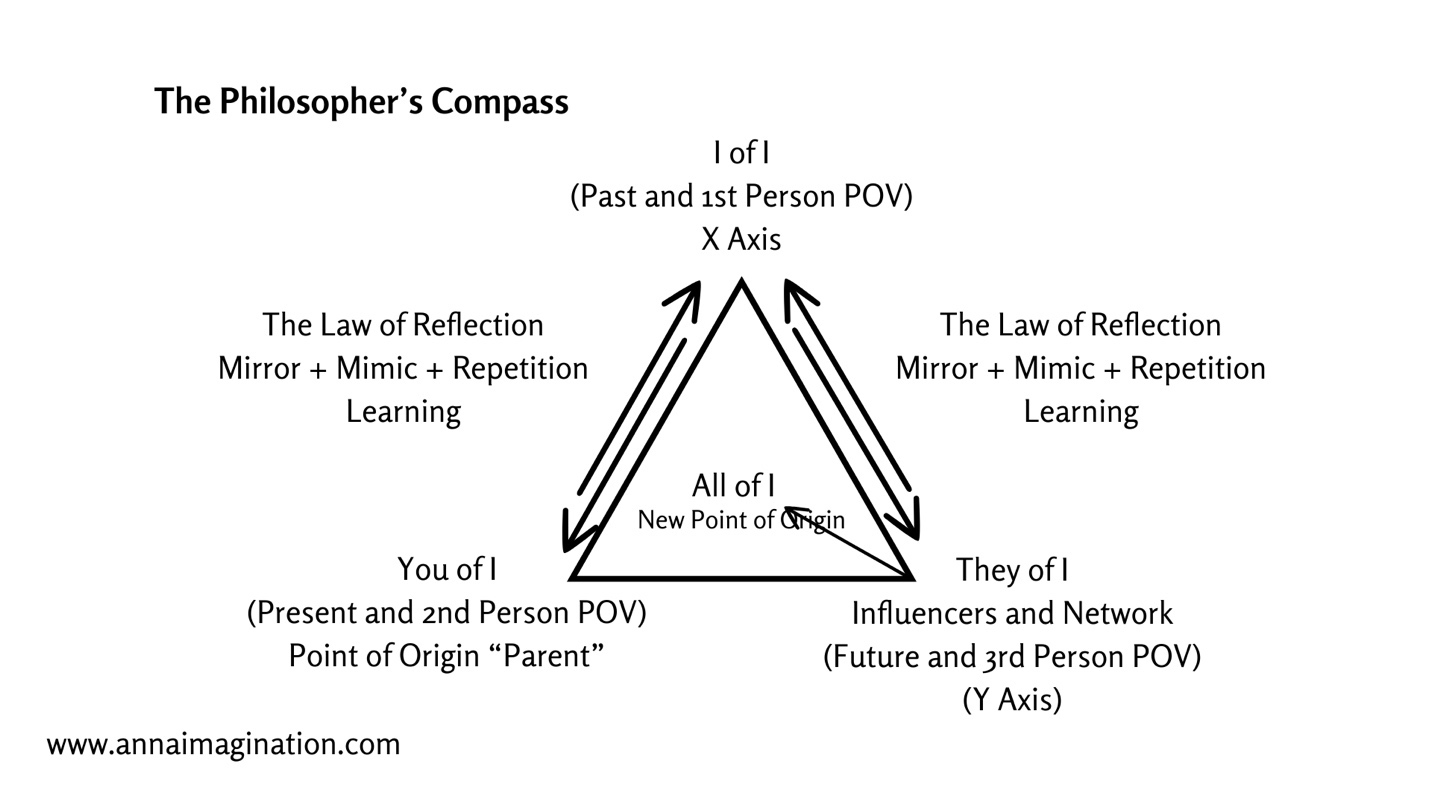 The Philosopher’s Compass
I of I
(Past and 1st Person POV)
X Axis
The Law of Reflection
Mirror + Mimic + Repetition
Learning
The Law of Reflection
Mirror + Mimic + Repetition
Learning
All of I
New Point of Origin
You of I
(Present and 2nd Person POV)
Point of Origin “Parent”
They of I
Influencers and Network
(Future and 3rd Person POV)
(Y Axis)
www.annaimagination.com